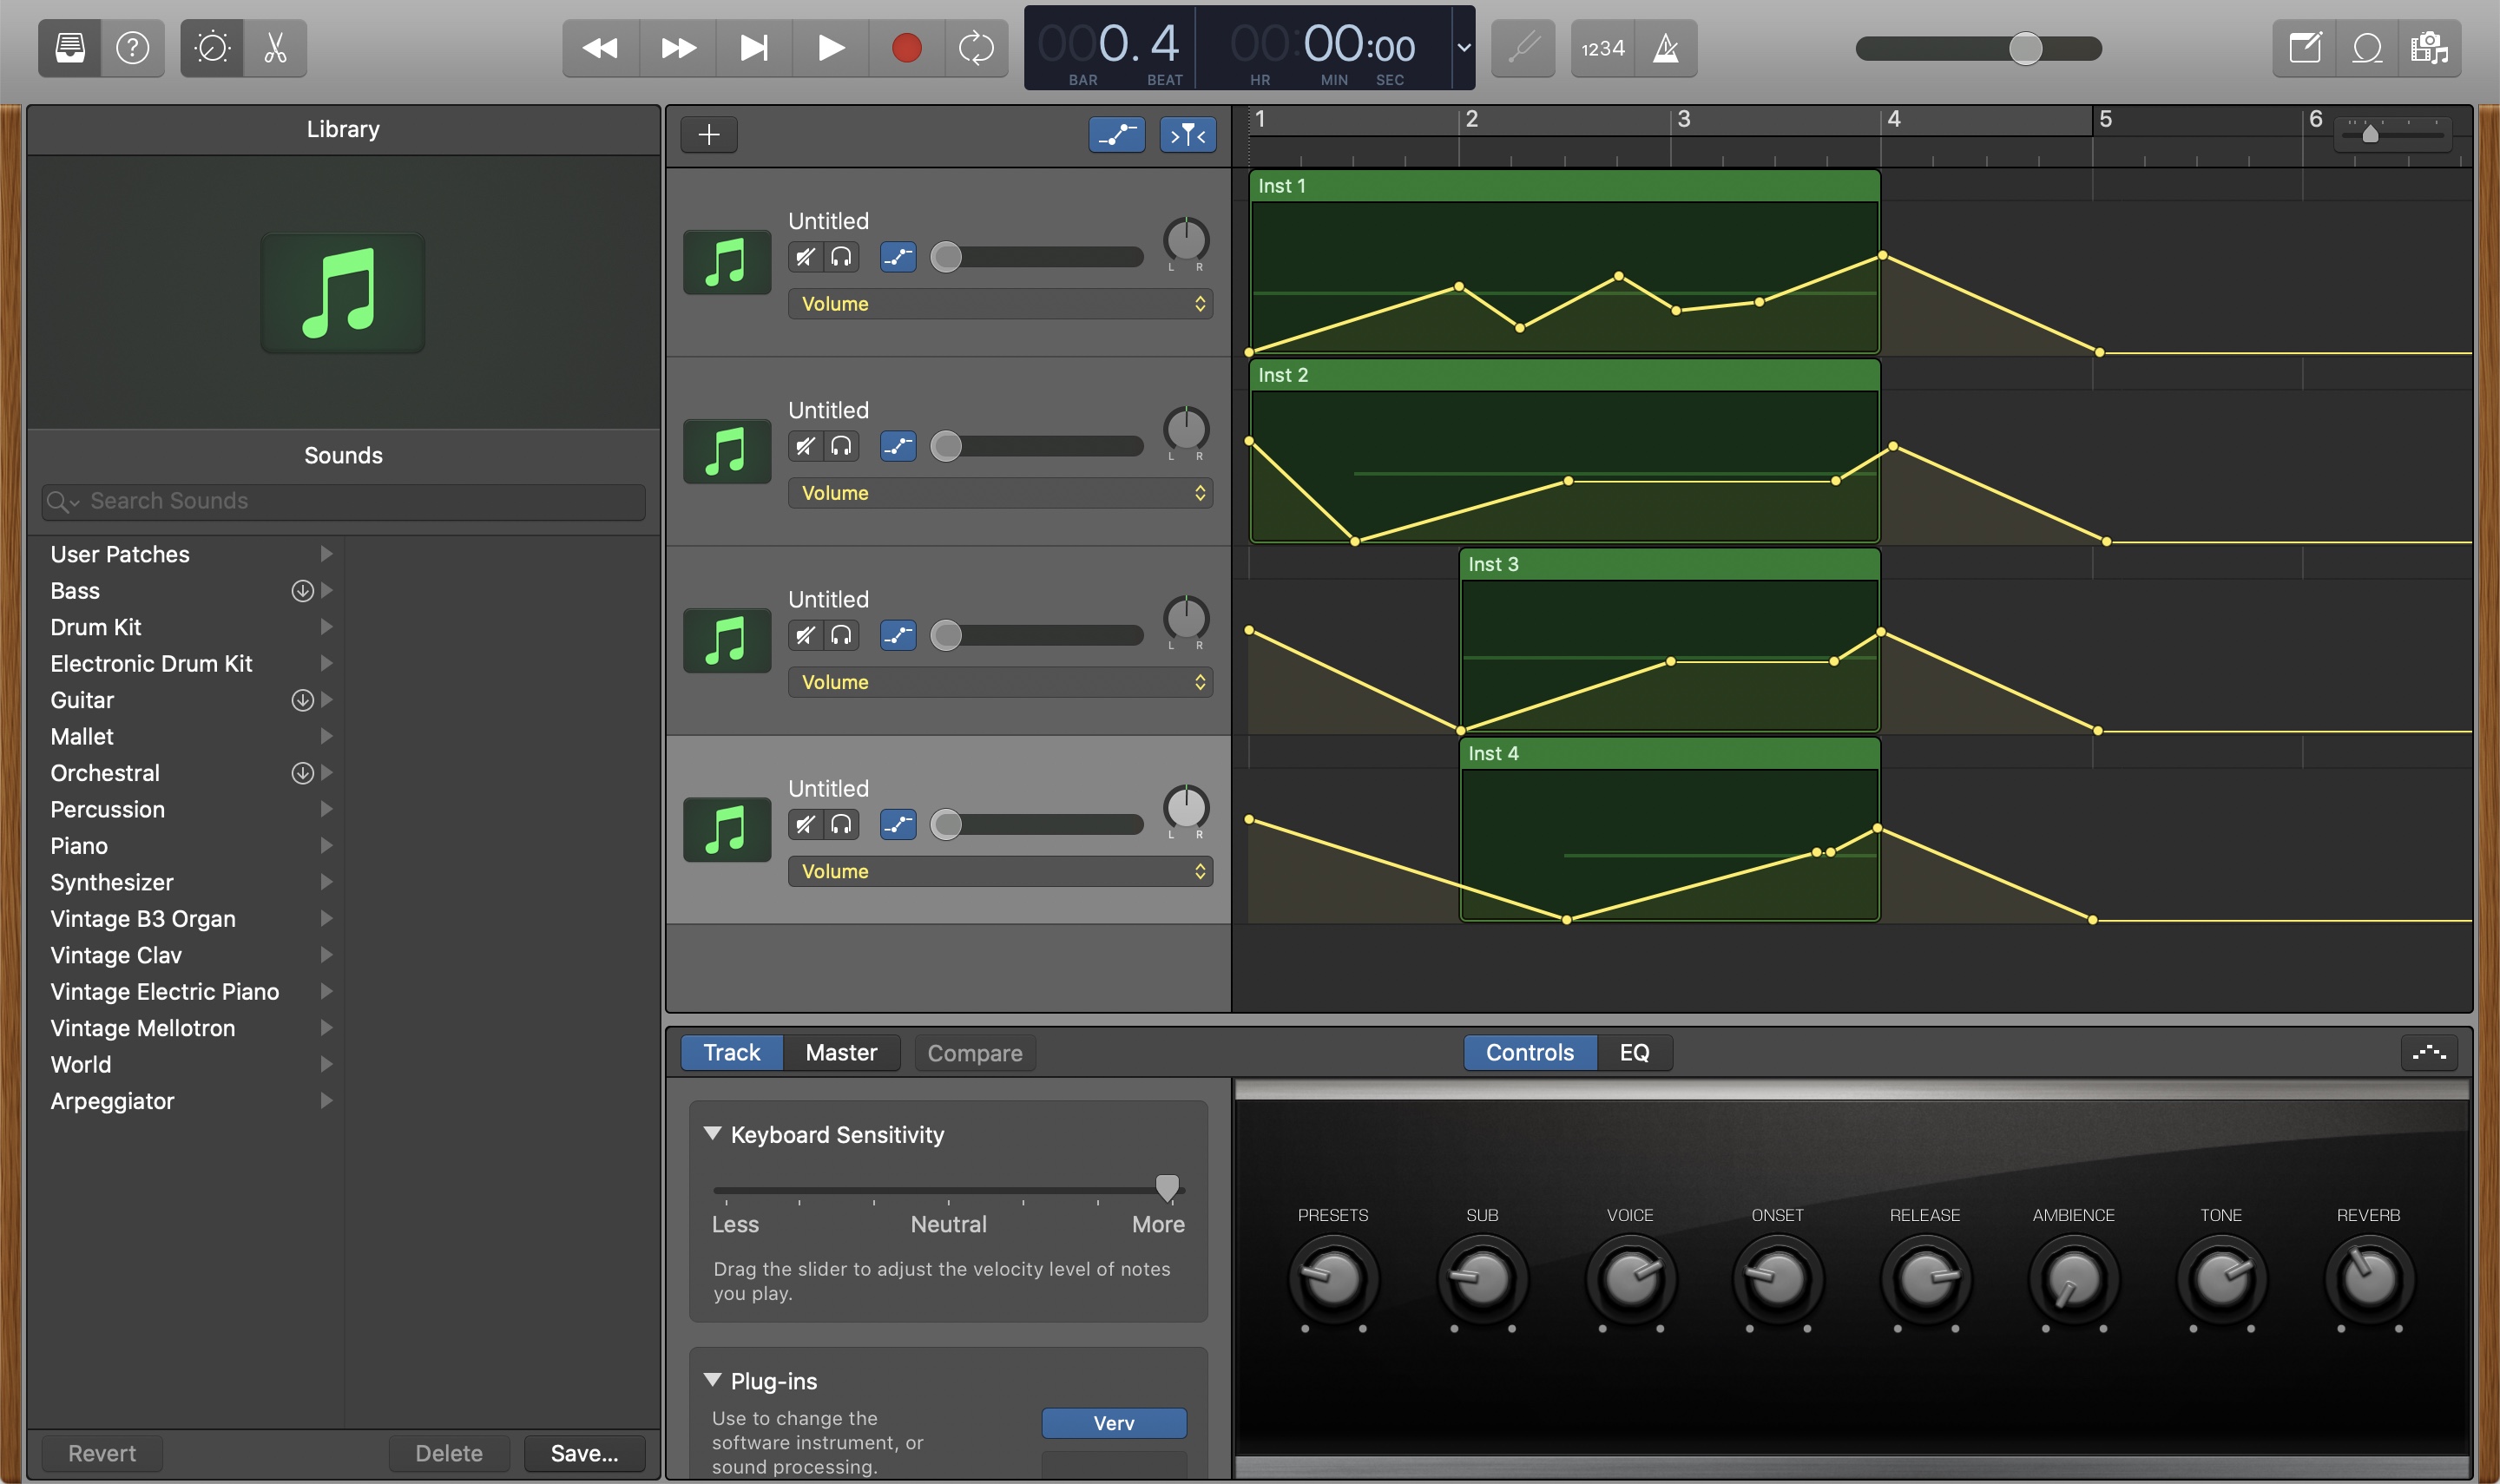 000.4
00:00:00
BAR BEAT
HR MIN SEC
1234
Library
Sounds
Search Sounds
User Patches
Bass
Drum Kit
Electronic Drum Kit
Guitar
Mallet
Orchestral
Percussion
Piano
Synthesizer
Vintage B3 Organ
Vintage Clav
Vintage Electric Piano
Vintage Mellotron
World
Arpeggiator
Revert
Delete
Save...
1 2 3 4 5 6
Untitled
L R
Volume
Inst 1
Untitled
L R
Volume
Inst 2
Untitled
L R
Volume
Inst 3
Untitled
L R
Volume
Inst 4
Track Master Compare
Controls EQ
Keyboard Sensitivity
Less Neutral More
Drag the slider to adjust the velocity level of notes
you play.
Plug-ins
Use to change the
software instrument, or
sound processing.
Verv
PRESETS SUB VOICE ONSET RELEASE AMBIENCE TONE REVERB